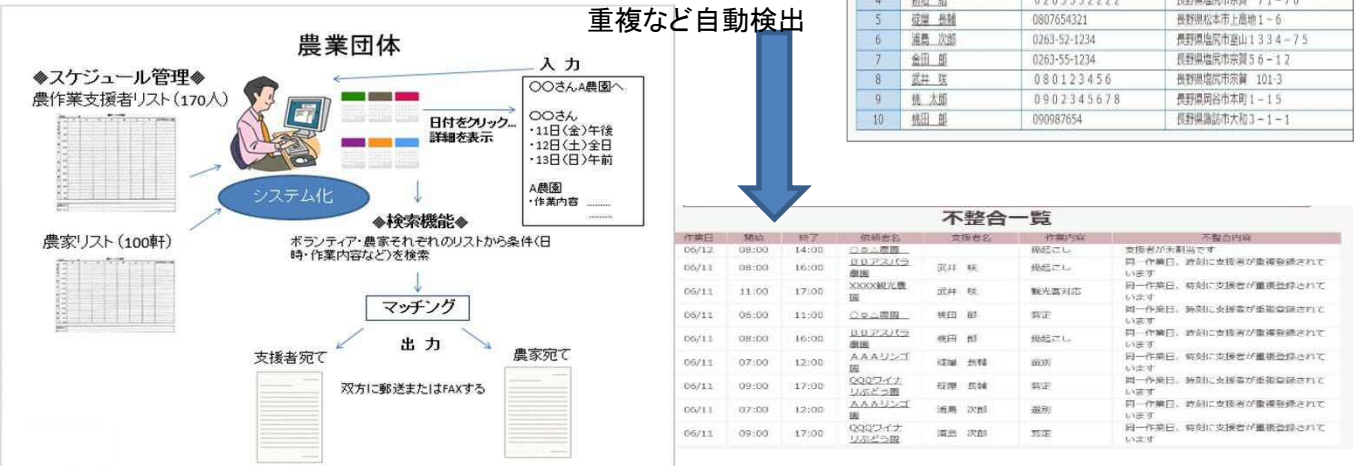 重複など自動検出
農業団体
◆スケジュール管理◆
農作業支援者リスト（170人）
入 力
〇〇さんA農園へ
〇〇さん
・11日（金）午後
・12日（土）全日
・13日（日）午前
A農園
・作業内容 ………
………
日付をクリック…
詳細を表示
システム化
農家リスト（100軒）
◆検索機能◆
ボランティア・農家それぞれのリストから条件（日
時・作業内容など）を検索
マッチング
出 力
支援者宛て
農家宛て
双方に郵送またはFAXする
5 碇屋 長輔 0807654321 長野県松本市上高地1－6
6 浦島 次郎 0263-52-1234 長野県塩尻市室山1334－75
7 金田 郎 0263-55-1234 長野県塩尻市宗賀56－12
8 武井 咲 080123456 長野県塩尻市宗賀 101-3
9 桃 太郎 0902345678 長野県岡谷市本町1－15
10 桃田 郎 090987654 長野県諏訪市大和3－1－1
不整合一覧
作業日 開始 終了 依頼者名 支援者名 作業内容 不整合内容
06/12 08:00 14:00 〇〇△農園 掘起こし 支援者が未割当です
06/11 08:00 16:00 BBアスパラ農園 武井 咲 掘起こし 同一作業日、時刻に支援者が重複登録されています
06/11 11:00 17:00 XXXX観光農園 武井 咲 観光客対応 同一作業日、時刻に支援者が重複登録されています
06/11 06:00 11:00 〇〇△農園 桃田 郎 剪定 同一作業日、時刻に支援者が重複登録されています
06/11 08:00 16:00 BBアスパラ農園 桃田 郎 掘起こし 同一作業日、時刻に支援者が重複登録されています
06/11 07:00 12:00 AAAリンゴ園 碇屋 長輔 選別 同一作業日、時刻に支援者が重複登録されています
06/11 09:00 17:00 QQQワイナリぶどう園 碇屋 長輔 剪定 同一作業日、時刻に支援者が重複登録されています
06/11 07:00 12:00 AAAリンゴ園 浦島 次郎 選別 同一作業日、時刻に支援者が重複登録されています
06/11 09:00 17:00 QQQワイナリぶどう園 浦島 次郎 剪定 同一作業日、時刻に支援者が重複登録されています